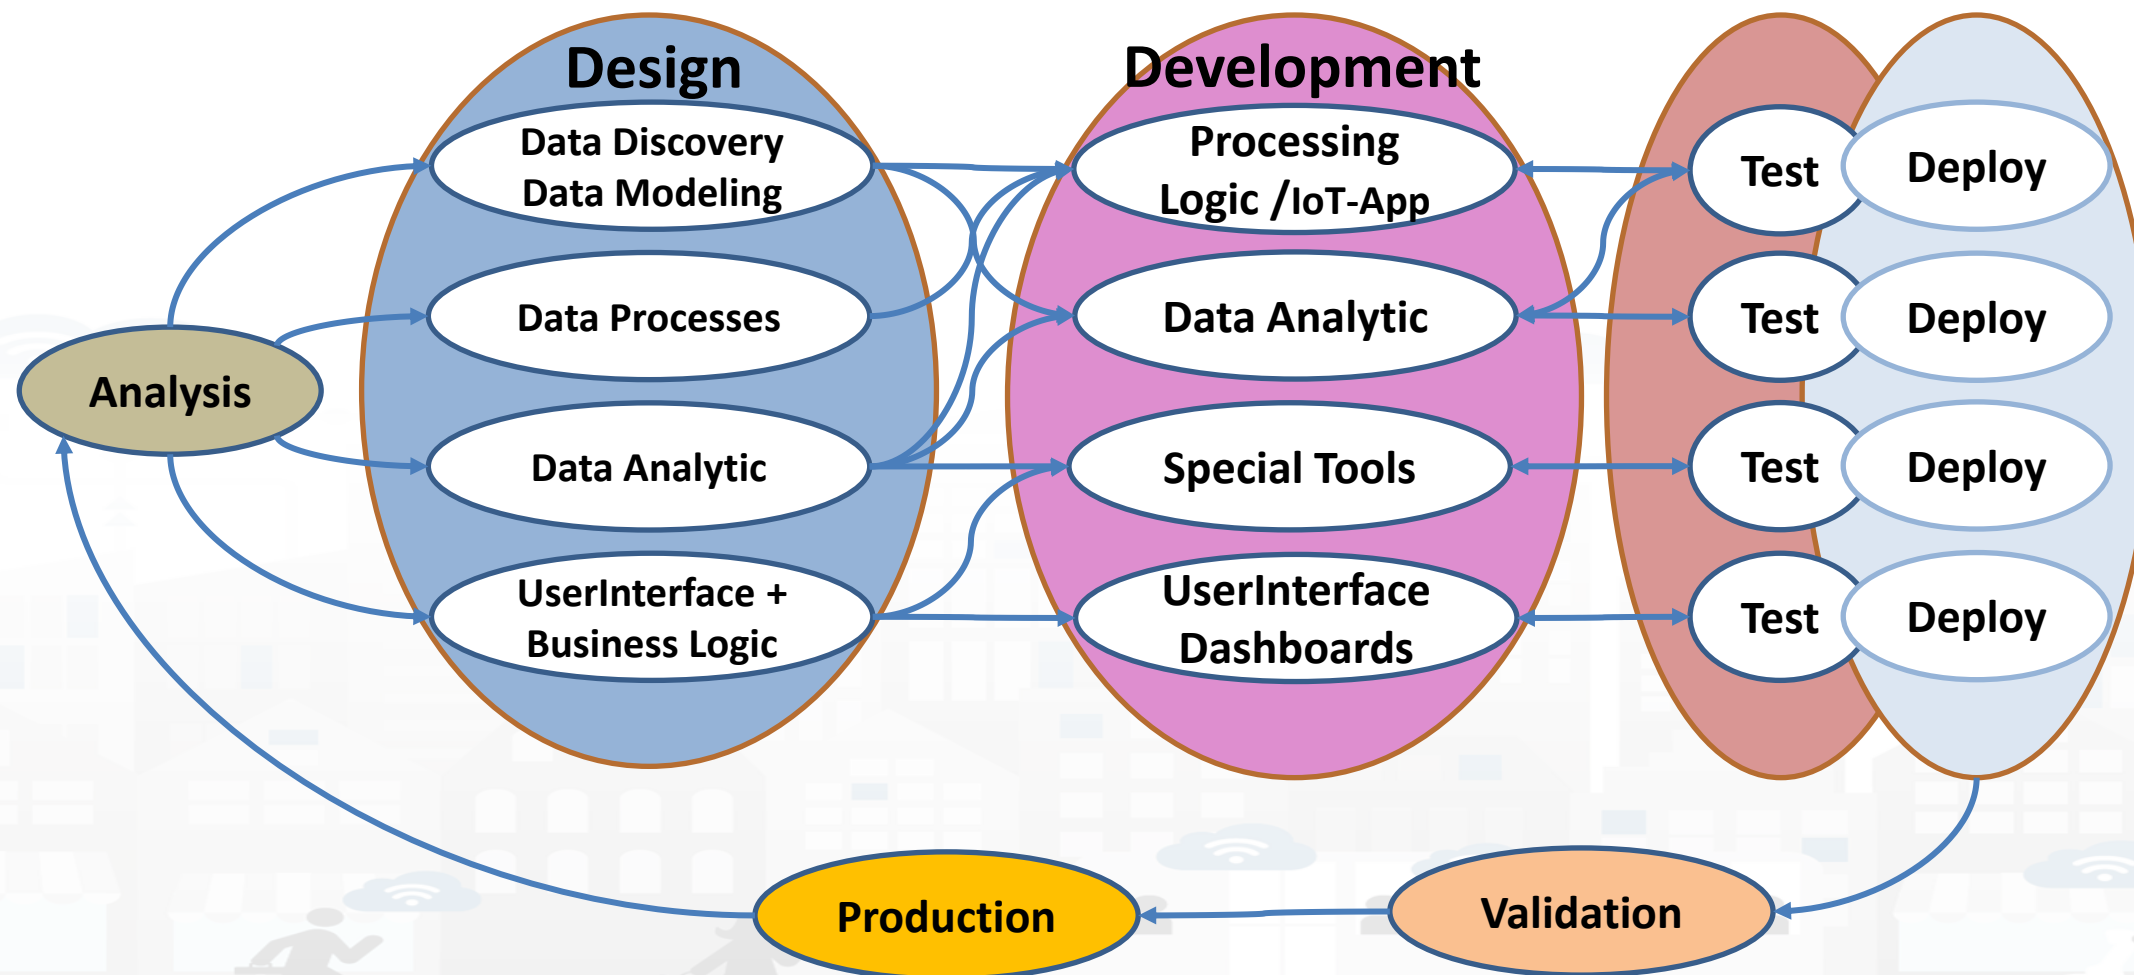 Design
Data Discovery
Data Modeling
Data Processes
Data Analytic
UserInterface +
Business Logic
Analysis
Development
Processing
Logic /IoT-App
Data Analytic
Special Tools
UserInterface
Dashboards
Test
Deploy
Test
Deploy
Test
Deploy
Test
Deploy
Production
Validation